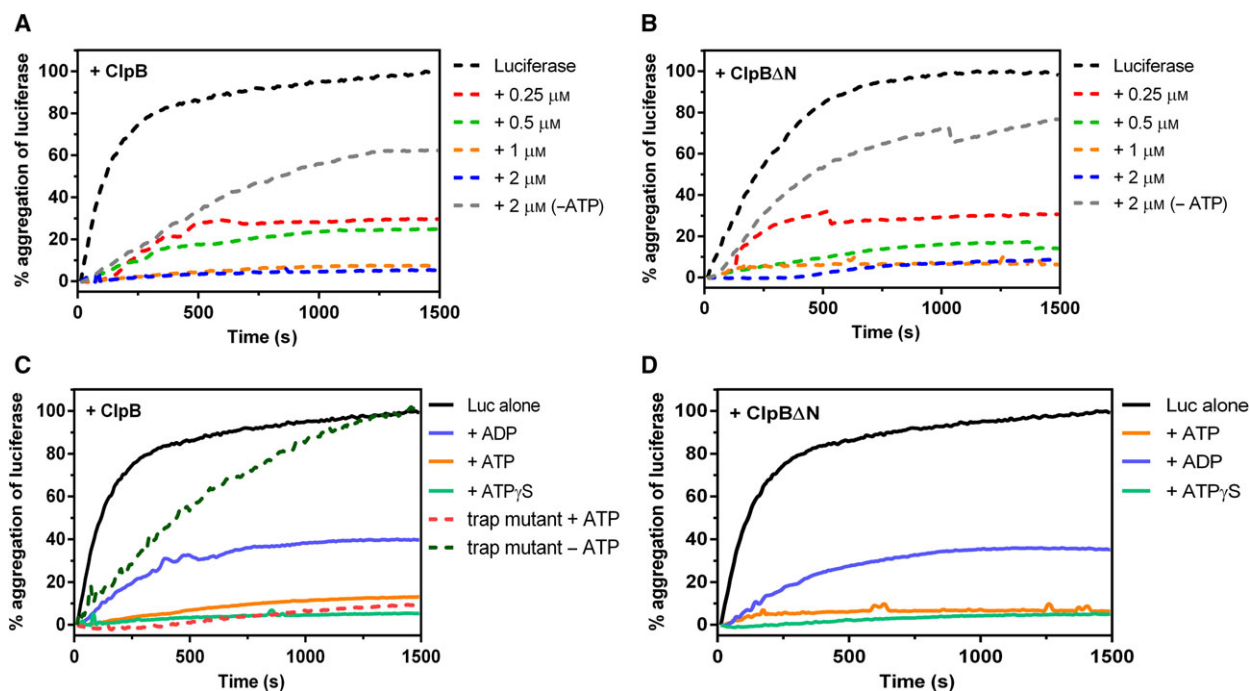 A
+ ClpB
% aggregation of luciferase
100
80
60
40
20
0
0 500 1000 1500
Time (s)
Luciferase
+ 0.25 μM
+ 0.5 μM
+ 1 μM
+ 2 μM
+ 2 μM (–ATP)
B
+ ClpBΔN
% aggregation of luciferase
100
80
60
40
20
0
0 500 1000 1500
Time (s)
Luciferase
+ 0.25 μM
+ 0.5 μM
+ 1 μM
+ 2 μM
+ 2 μM (– ATP)
C
+ ClpB
% aggregation of luciferase
100
80
60
40
20
0
500 1000 1500
Time (s)
Luc alone
+ ADP
+ ATP
+ ATPγS
trap mutant + ATP
trap mutant – ATP
D
+ ClpBΔN
% aggregation of luciferase
100
80
60
40
20
0
500 1000 1500
Time (s)
Luc alone
+ ATP
+ ADP
+ ATPγS